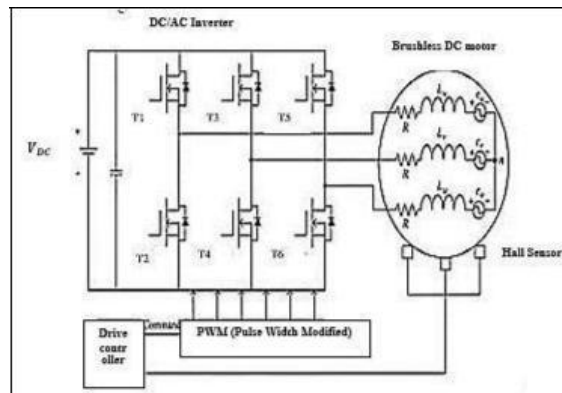 DC/AC Inverter
Brushless DC motor
T1
T3
T5
V_DC
R
R
R
T2
T4
T6
Hall Sensor
Command
PWM (Pulse Width Modified)
Drive
contr
oller